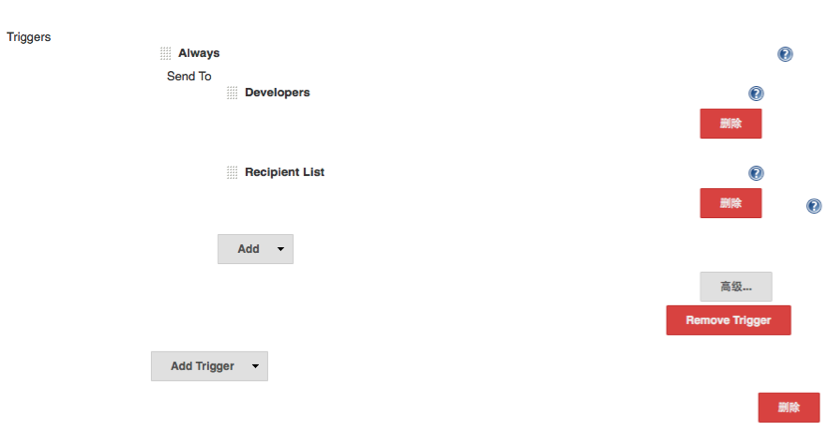 Triggers
Always
Send To
Developers
删除
Recipient List
删除
Add
高级...
Remove Trigger
Add Trigger
删除